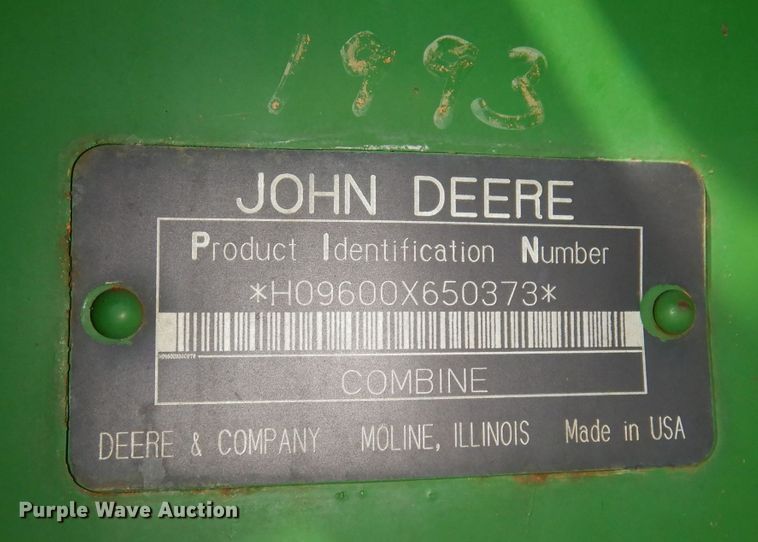 1993
JOHN DEERE
Product Identification Number
*H09600X650373*
COMBINE
DEERE & COMPANY MOLINE, ILLINOIS Made in USA
Purple Wave Auction